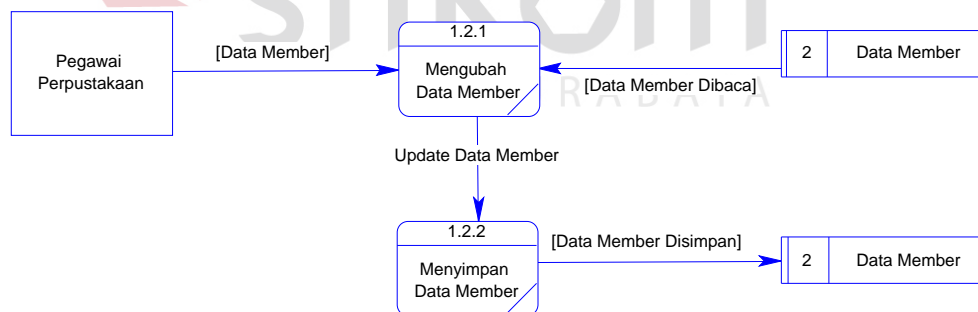 1.2.1
Pegawai
Perpustakaan
[Data Member]
Mengubah
Data Member
2
Data Member
[Data Member Dibaca]
Update Data Member
1.2.2
Menyimpan
Data Member
[Data Member Disimpan]
2
Data Member